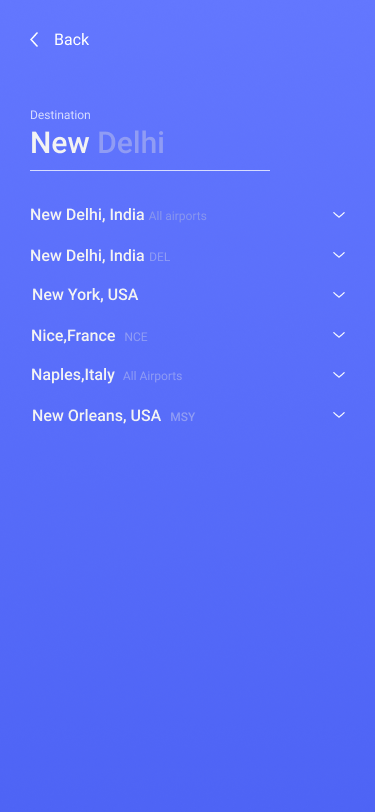 Back
Destination
New Delhi
New Delhi, India All airports
New Delhi, India DEL
New York, USA
Nice,France NCE
Naples,Italy All Airports
New Orleans, USA MSY